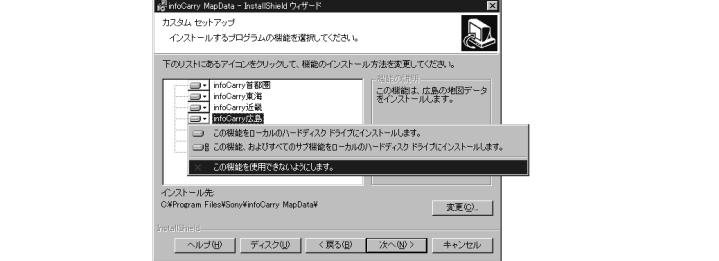 infoCarry MapData - InstallShield ウィザード
カスタム セットアップ
インストールするプログラムの機能を選択してください。
下のリストにあるアイコンをクリックして、機能のインストール方法を変更してください。
infoCarry首都圏
infoCarry東海
infoCarry近畿
infoCarry広島
機能の説明
この機能は、広島の地図データをインストールします。
この機能をローカルのハードディスク ドライブにインストールします。
この機能、およびすべてのサブ機能をローカルのハードディスク ドライブにインストールします。
この機能を使用できないようにします。
インストール先:
C:¥Program Files¥Sony¥infoCarry MapData¥
変更(C)...
InstallShield
ヘルプ(H)
ディスク(U)
< 戻る(B)
次へ(N) >
キャンセル